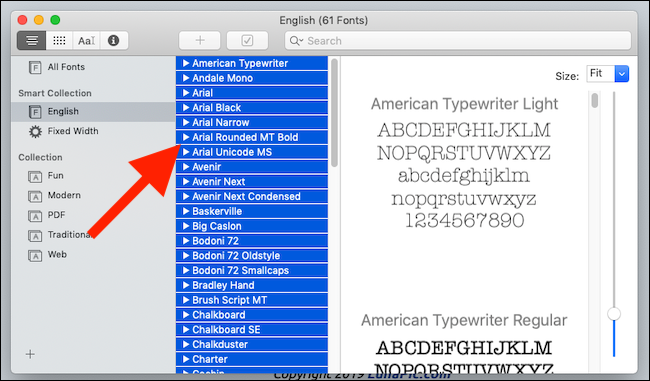 English (61 Fonts)
Aa
Search
All Fonts
Smart Collection
English
Fixed Width
Collection
Fun
Modern
PDF
Traditional
Web
+
American Typewriter
Andale Mono
Arial
Arial Black
Arial Narrow
Arial Rounded MT Bold
Arial Unicode MS
Avenir
Avenir Next
Avenir Next Condensed
Baskerville
Big Caslon
Bodoni 72
Bodoni 72 Oldstyle
Bodoni 72 Smallcaps
Bradley Hand
Brush Script MT
Chalkboard
Chalkboard SE
Chalkduster
Charter
Cochin
Size: Fit
American Typewriter Light
ABCDEFGHIJKLM
NOPQRSTUVWXYZ
abcdefghijklm
nopqrstuvwxyz
1234567890
American Typewriter Regular
ABCDEFGHIJKLM
NOPQRSTUVWXYZ
Copyright 2019 LunaPic.com